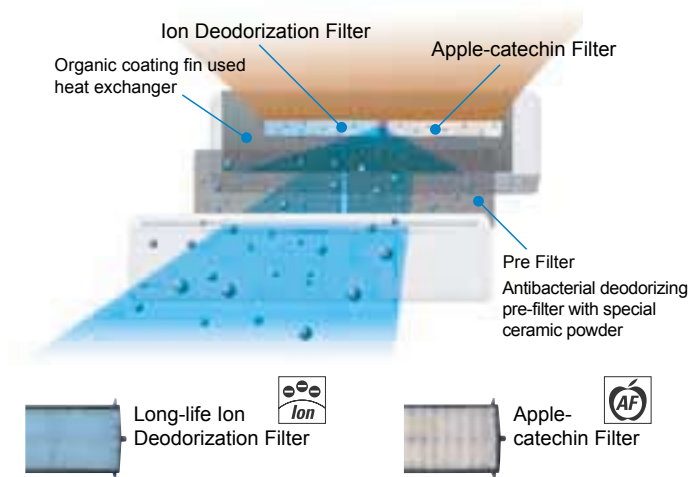 Ion Deodorization Filter
Apple-catechin Filter
Organic coating fin used
heat exchanger
Pre Filter
Antibacterial deodorizing
pre-filter with special
ceramic powder
Long-life Ion
Deodorization Filter
Ion
Apple-
catechin Filter
AF